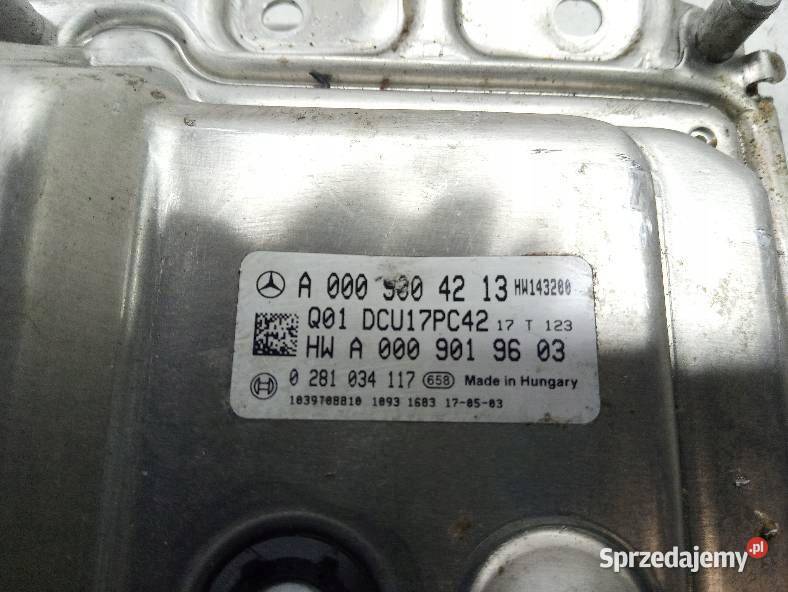 A 000 900 42 13 HW143200
Q01 DCU17PC42 17 T 123
HW A 000 901 96 03
0 281 034 117 658 Made in Hungary
1039T08810 1093 1683 17-05-03
Sprzedajemy.pl